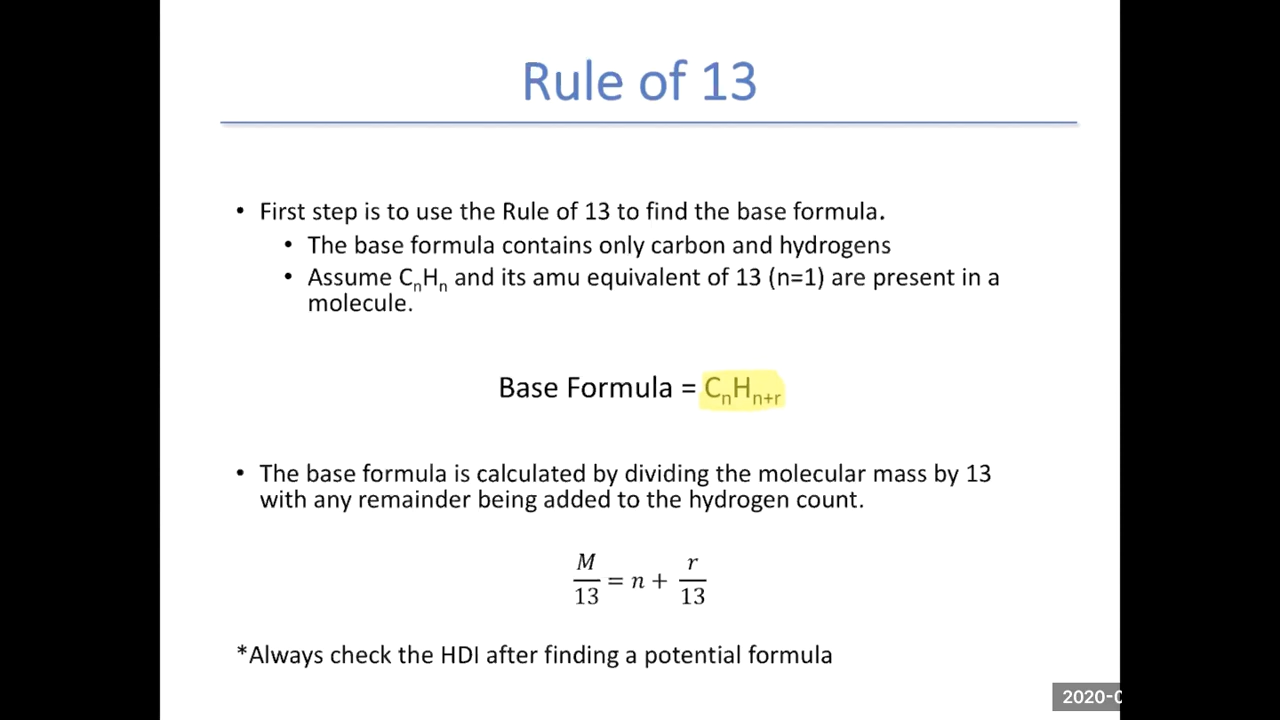 Rule of 13
• First step is to use the Rule of 13 to find the base formula.
• The base formula contains only carbon and hydrogens
• Assume CₙHₙ and its amu equivalent of 13 (n=1) are present in a
molecule.
Base Formula = CₙHₙ₊ᵣ
• The base formula is calculated by dividing the molecular mass by 13
with any remainder being added to the hydrogen count.
M/13 = n + r/13
*Always check the HDI after finding a potential formula
2020-0